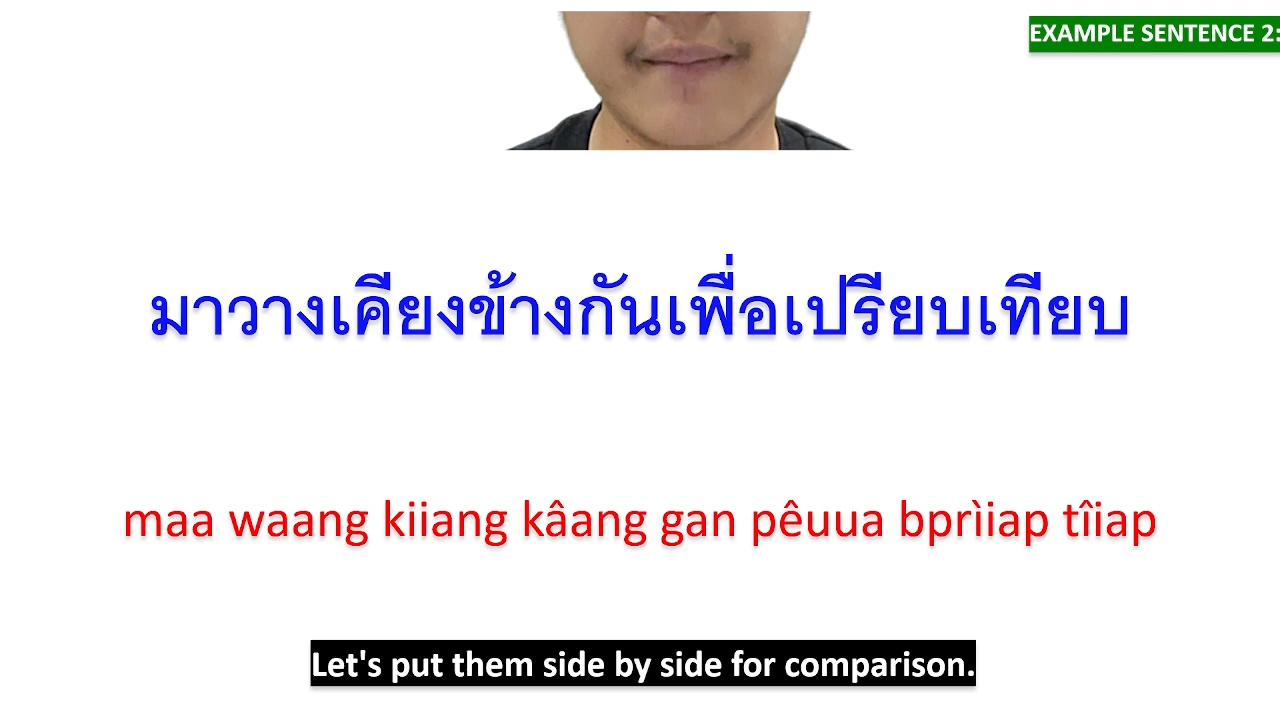 EXAMPLE SENTENCE 2:
มาวางเคียงข้างกันเพื่อเปรียบเทียบ
maa waang kiiang kâang gan pêuua bprìiap tîiap
Let's put them side by side for comparison.